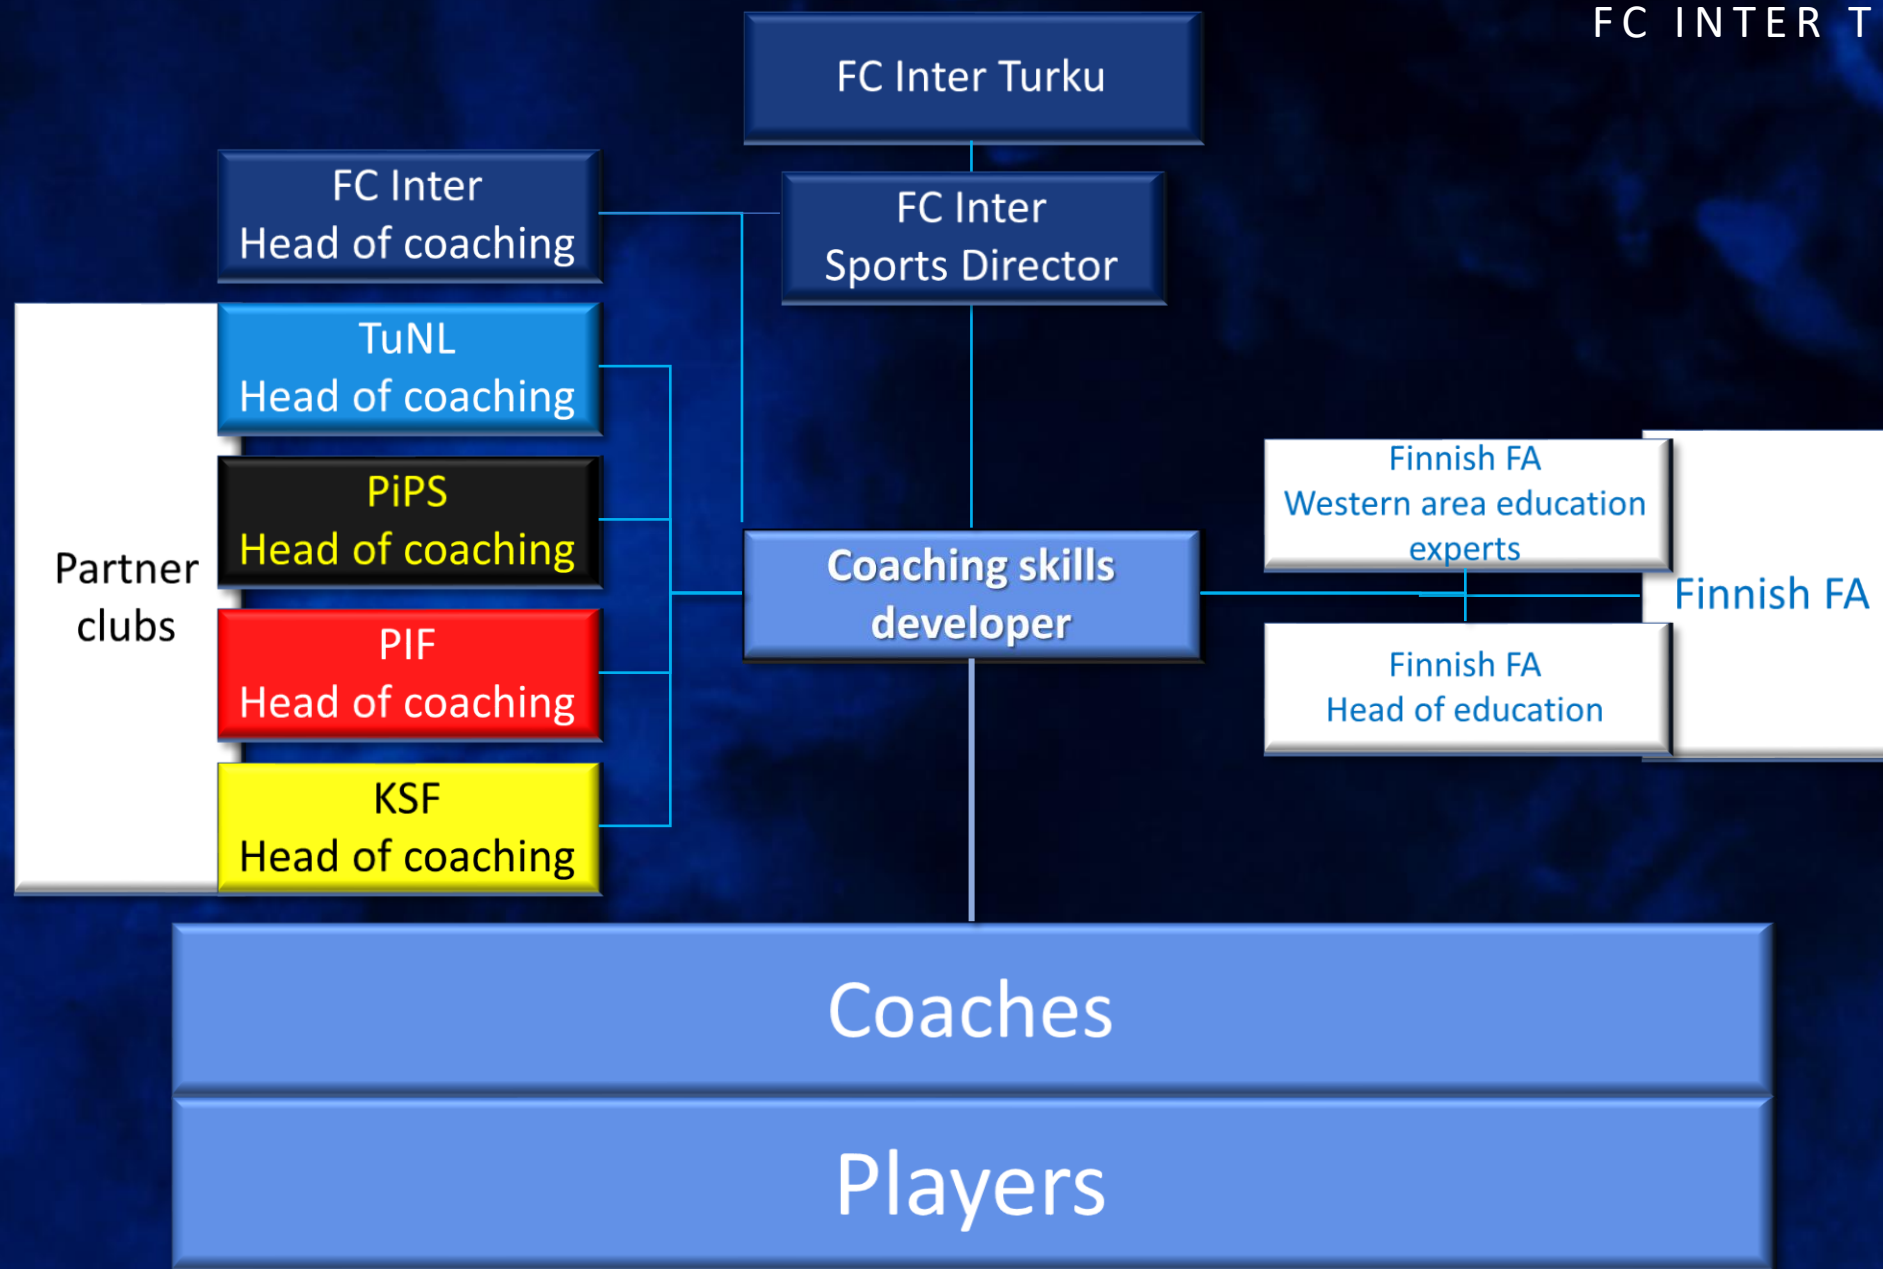 FC INTER T
FC Inter Turku
FC Inter
Head of coaching
FC Inter
Sports Director
Partner
clubs
TuNL
Head of coaching
PiPS
Head of coaching
PIF
Head of coaching
KSF
Head of coaching
Coaching skills
developer
Finnish FA
Western area education
experts
Finnish FA
Head of education
Finnish FA
Coaches
Players